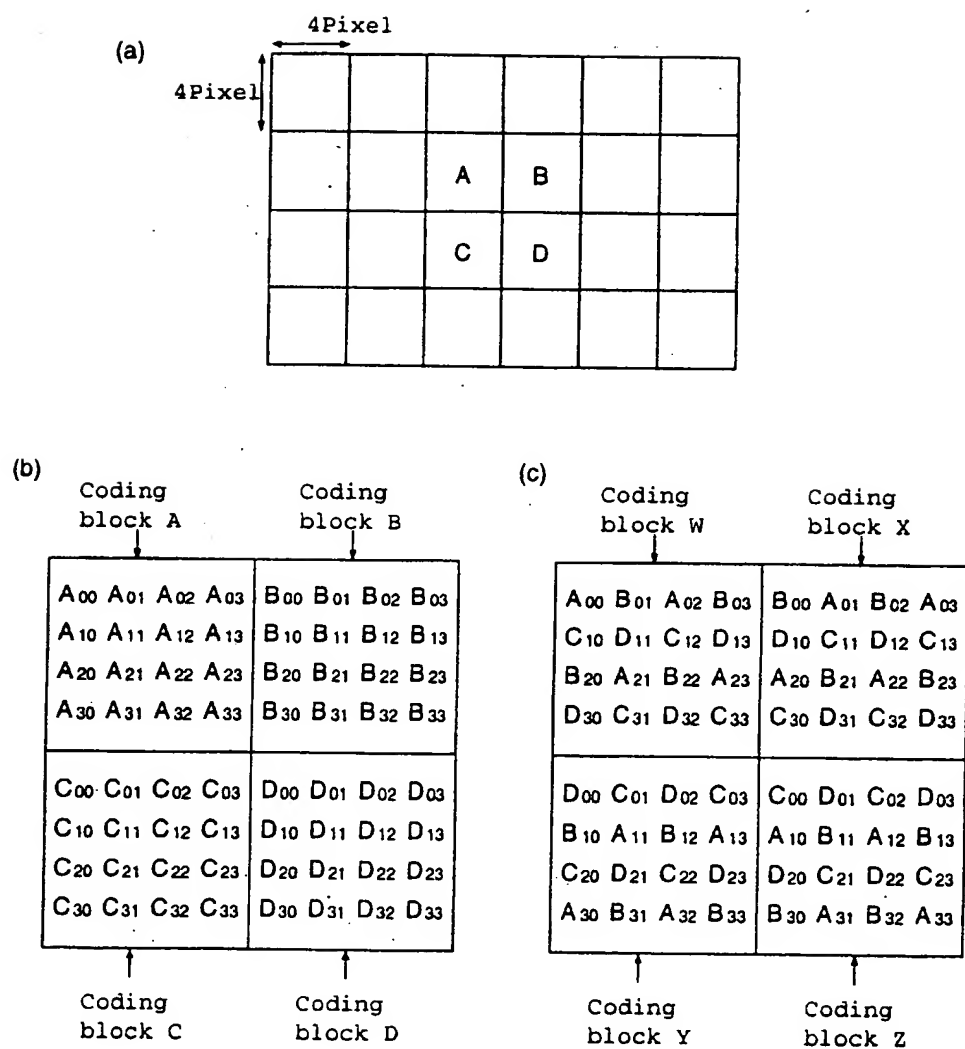 (a)
4Pixel
4Pixel
A B
C D
(b)
Coding block A
Coding block B
A00 A01 A02 A03 B00 B01 B02 B03
A10 A11 A12 A13 B10 B11 B12 B13
A20 A21 A22 A23 B20 B21 B22 B23
A30 A31 A32 A33 B30 B31 B32 B33
C00 C01 C02 C03 D00 D01 D02 D03
C10 C11 C12 C13 D10 D11 D12 D13
C20 C21 C22 C23 D20 D21 D22 D23
C30 C31 C32 C33 D30 D31 D32 D33
Coding block C
Coding block D
(c)
Coding block W
Coding block X
A00 B01 A02 B03 B00 A01 B02 A03
C10 D11 C12 D13 D10 C11 D12 C13
B20 A21 B22 A23 A20 B21 A22 B23
D30 C31 D32 C33 C30 D31 C32 D33
D00 C01 D02 C03 C00 D01 C02 D03
B10 A11 B12 A13 A10 B11 A12 B13
C20 D21 C22 D23 D20 C21 D22 C23
A30 B31 A32 B33 B30 A31 B32 A33
Coding block Y
Coding block Z